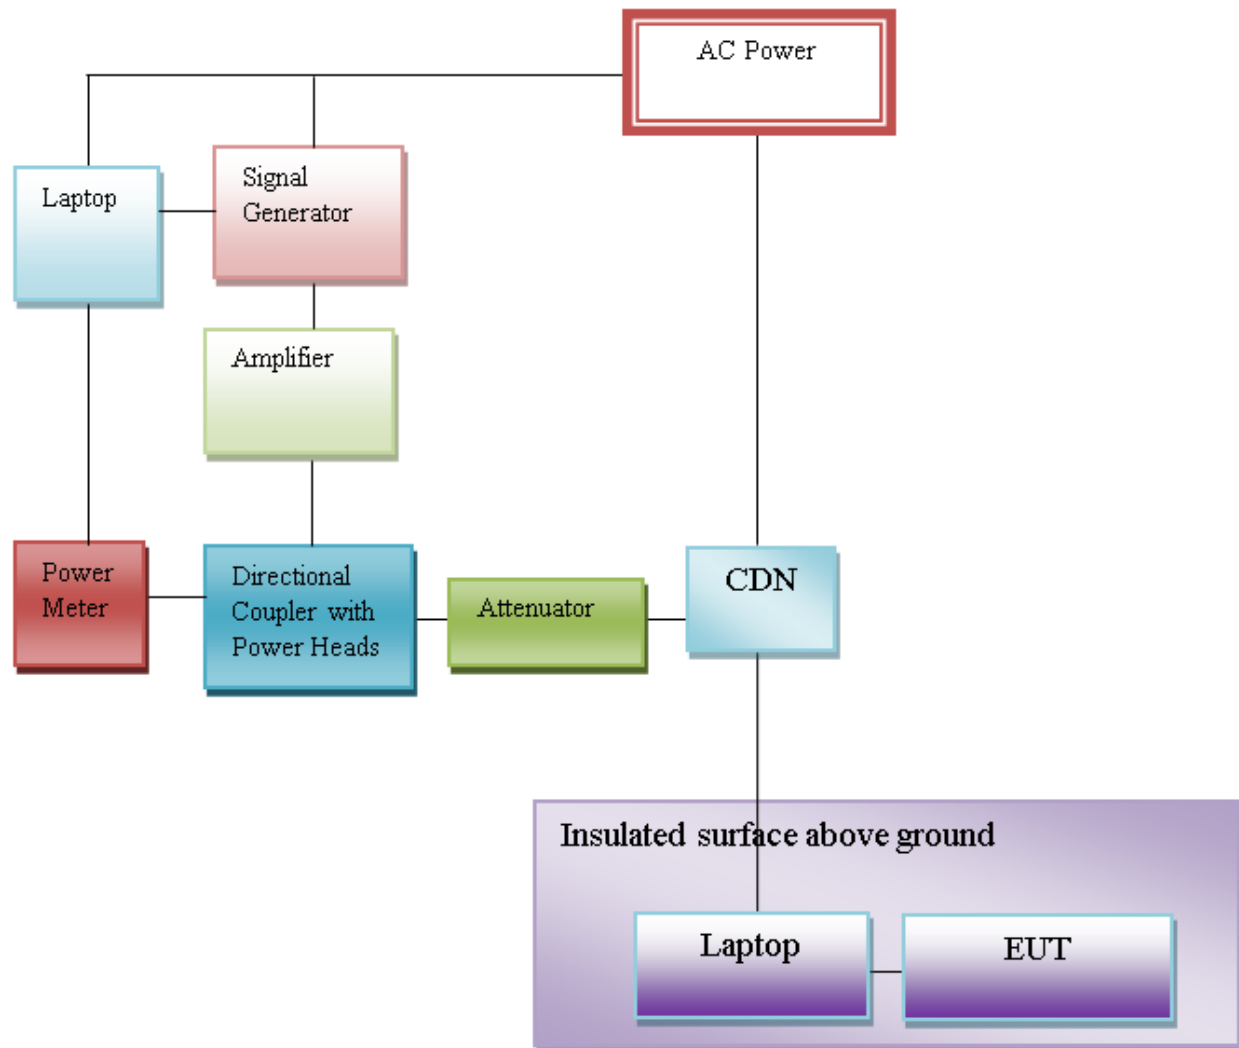 AC Power
Laptop
Signal
Generator
Amplifier
Power
Meter
Directional
Coupler with
Power Heads
Attenuator
CDN
Insulated surface above ground
Laptop
EUT